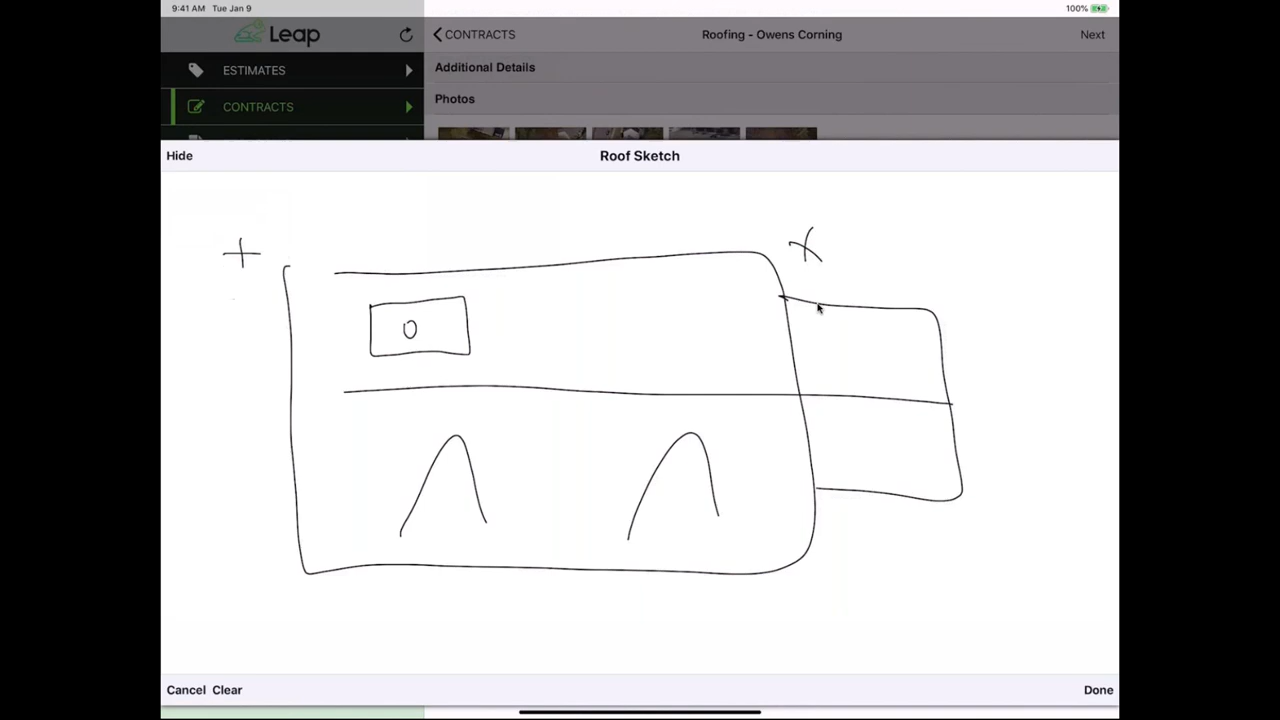 9:41 AM Tue Jan 9
100%
Leap
CONTRACTS
Roofing - Owens Corning
Next
ESTIMATES
Additional Details
CONTRACTS
Photos
Hide
Roof Sketch
0
Cancel Clear
Done